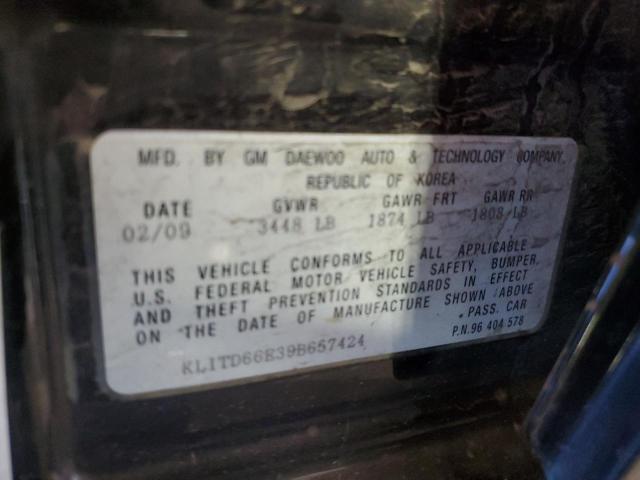 MFD. BY GM DAEWOO AUTO & TECHNOLOGY COMPANY,
REPUBLIC OF KOREA
DATE GVWR GAWR FRT GAWR RR
02/09 3448 LB 1874 LB 1808 LB
THIS VEHICLE CONFORMS TO ALL APPLICABLE
U.S. FEDERAL MOTOR VEHICLE SAFETY, BUMPER,
AND THEFT PREVENTION STANDARDS IN EFFECT
ON THE DATE OF MANUFACTURE SHOWN ABOVE
. PASS. CAR
KL1TD66E39B657424 P.N.96 404 578